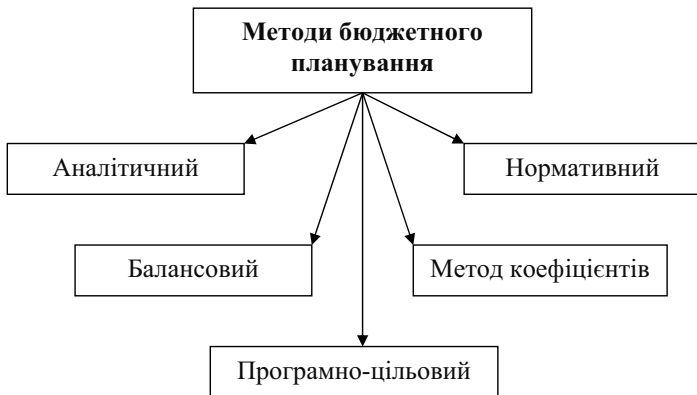 Методи бюджетного
планування
Аналітичний
Нормативний
Балансовий
Метод коефіцієнтів
Програмно-цільовий